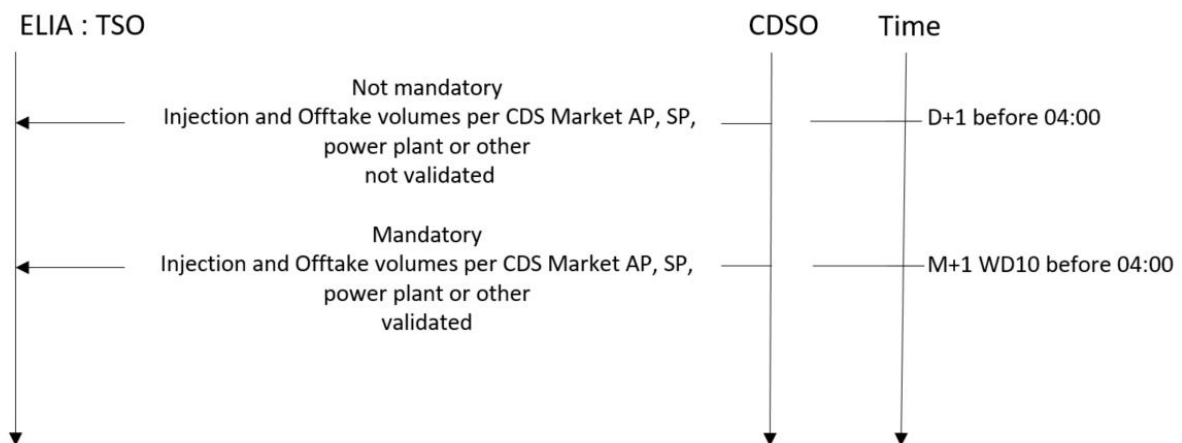 ELIA : TSO
CDSO
Time
Not mandatory
Injection and Offtake volumes per CDS Market AP, SP,
power plant or other
not validated
D+1 before 04:00
Mandatory
Injection and Offtake volumes per CDS Market AP, SP,
power plant or other
validated
M+1 WD10 before 04:00